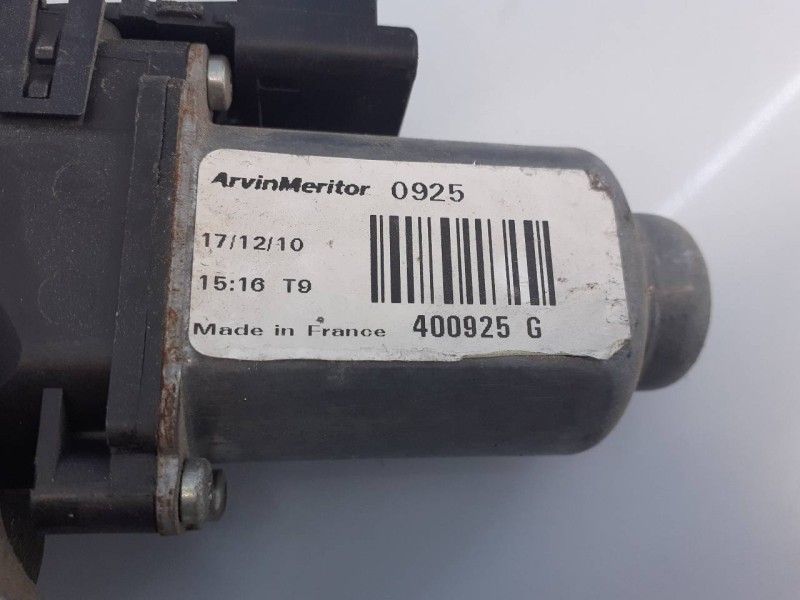 ArvinMeritor 0925
17/12/10
15:16 T9
Made in France 400925 G